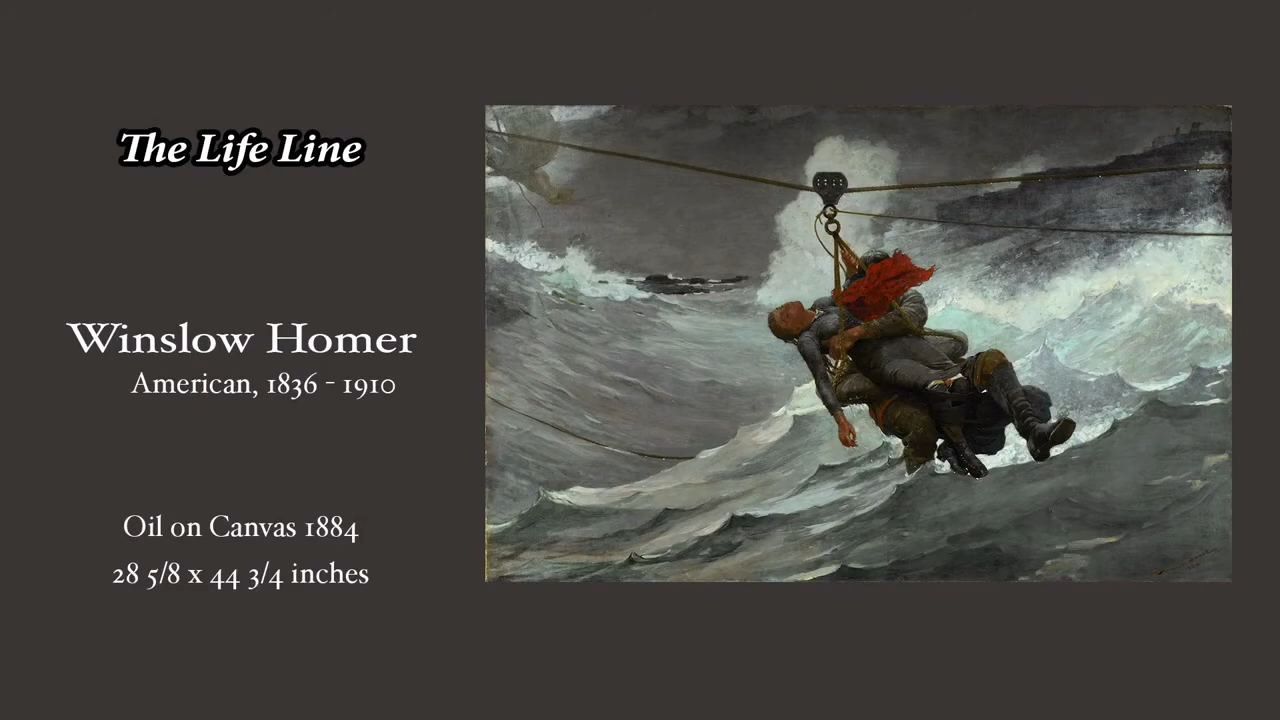 The Life Line
Winslow Homer
American, 1836 - 1910
Oil on Canvas 1884
28 5/8 x 44 3/4 inches